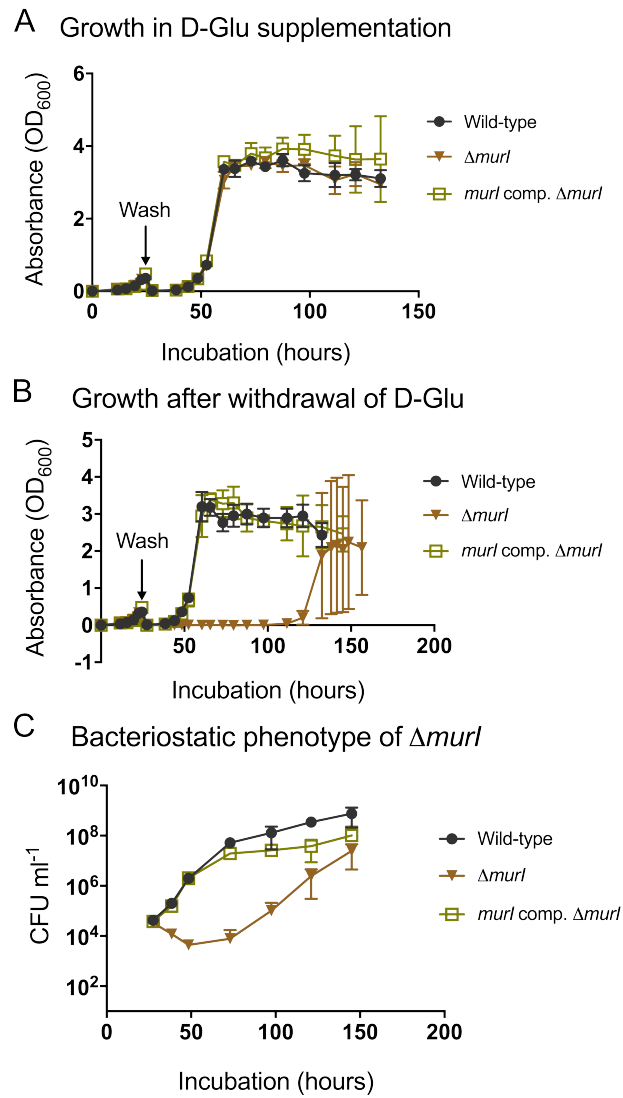 A Growth in D-Glu supplementation
Absorbance (OD600)
6
4
2
0
Wash
0 50 100 150
Incubation (hours)
Wild-type
ΔmurI
murI comp. ΔmurI
B Growth after withdrawal of D-Glu
Absorbance (OD600)
5
4
3
2
1
0
-1
Wash
50 100 150 200
Incubation (hours)
Wild-type
ΔmurI
murI comp. ΔmurI
C Bacteriostatic phenotype of ΔmurI
CFU ml-1
10^10
10^8
10^6
10^4
10^2
0 50 100 150 200
Incubation (hours)
Wild-type
ΔmurI
murI comp. ΔmurI